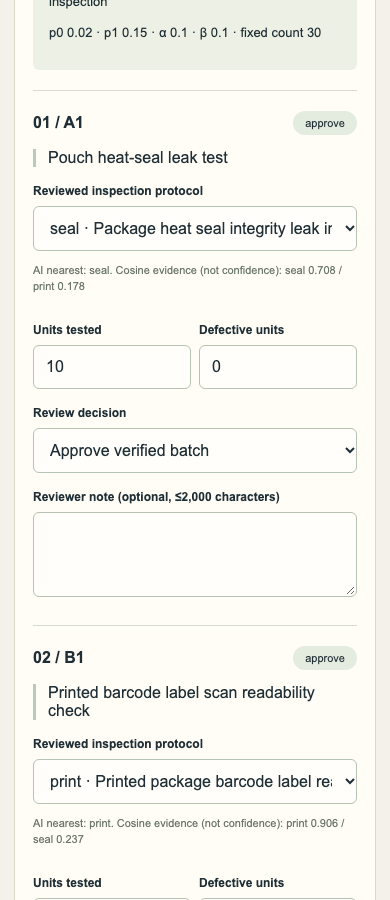 inspection
p0 0.02 · p1 0.15 · α 0.1 · β 0.1 · fixed count 30
01 / A1
approve
Pouch heat-seal leak test
Reviewed inspection protocol
seal · Package heat seal integrity leak ir
AI nearest: seal. Cosine evidence (not confidence): seal 0.708 /
print 0.178
Units tested
Defective units
10
0
Review decision
Approve verified batch
Reviewer note (optional, ≤2,000 characters)
02 / B1
approve
Printed barcode label scan readability
check
Reviewed inspection protocol
print · Printed package barcode label rea
AI nearest: print. Cosine evidence (not confidence): print 0.906 /
seal 0.237
Units tested
Defective units